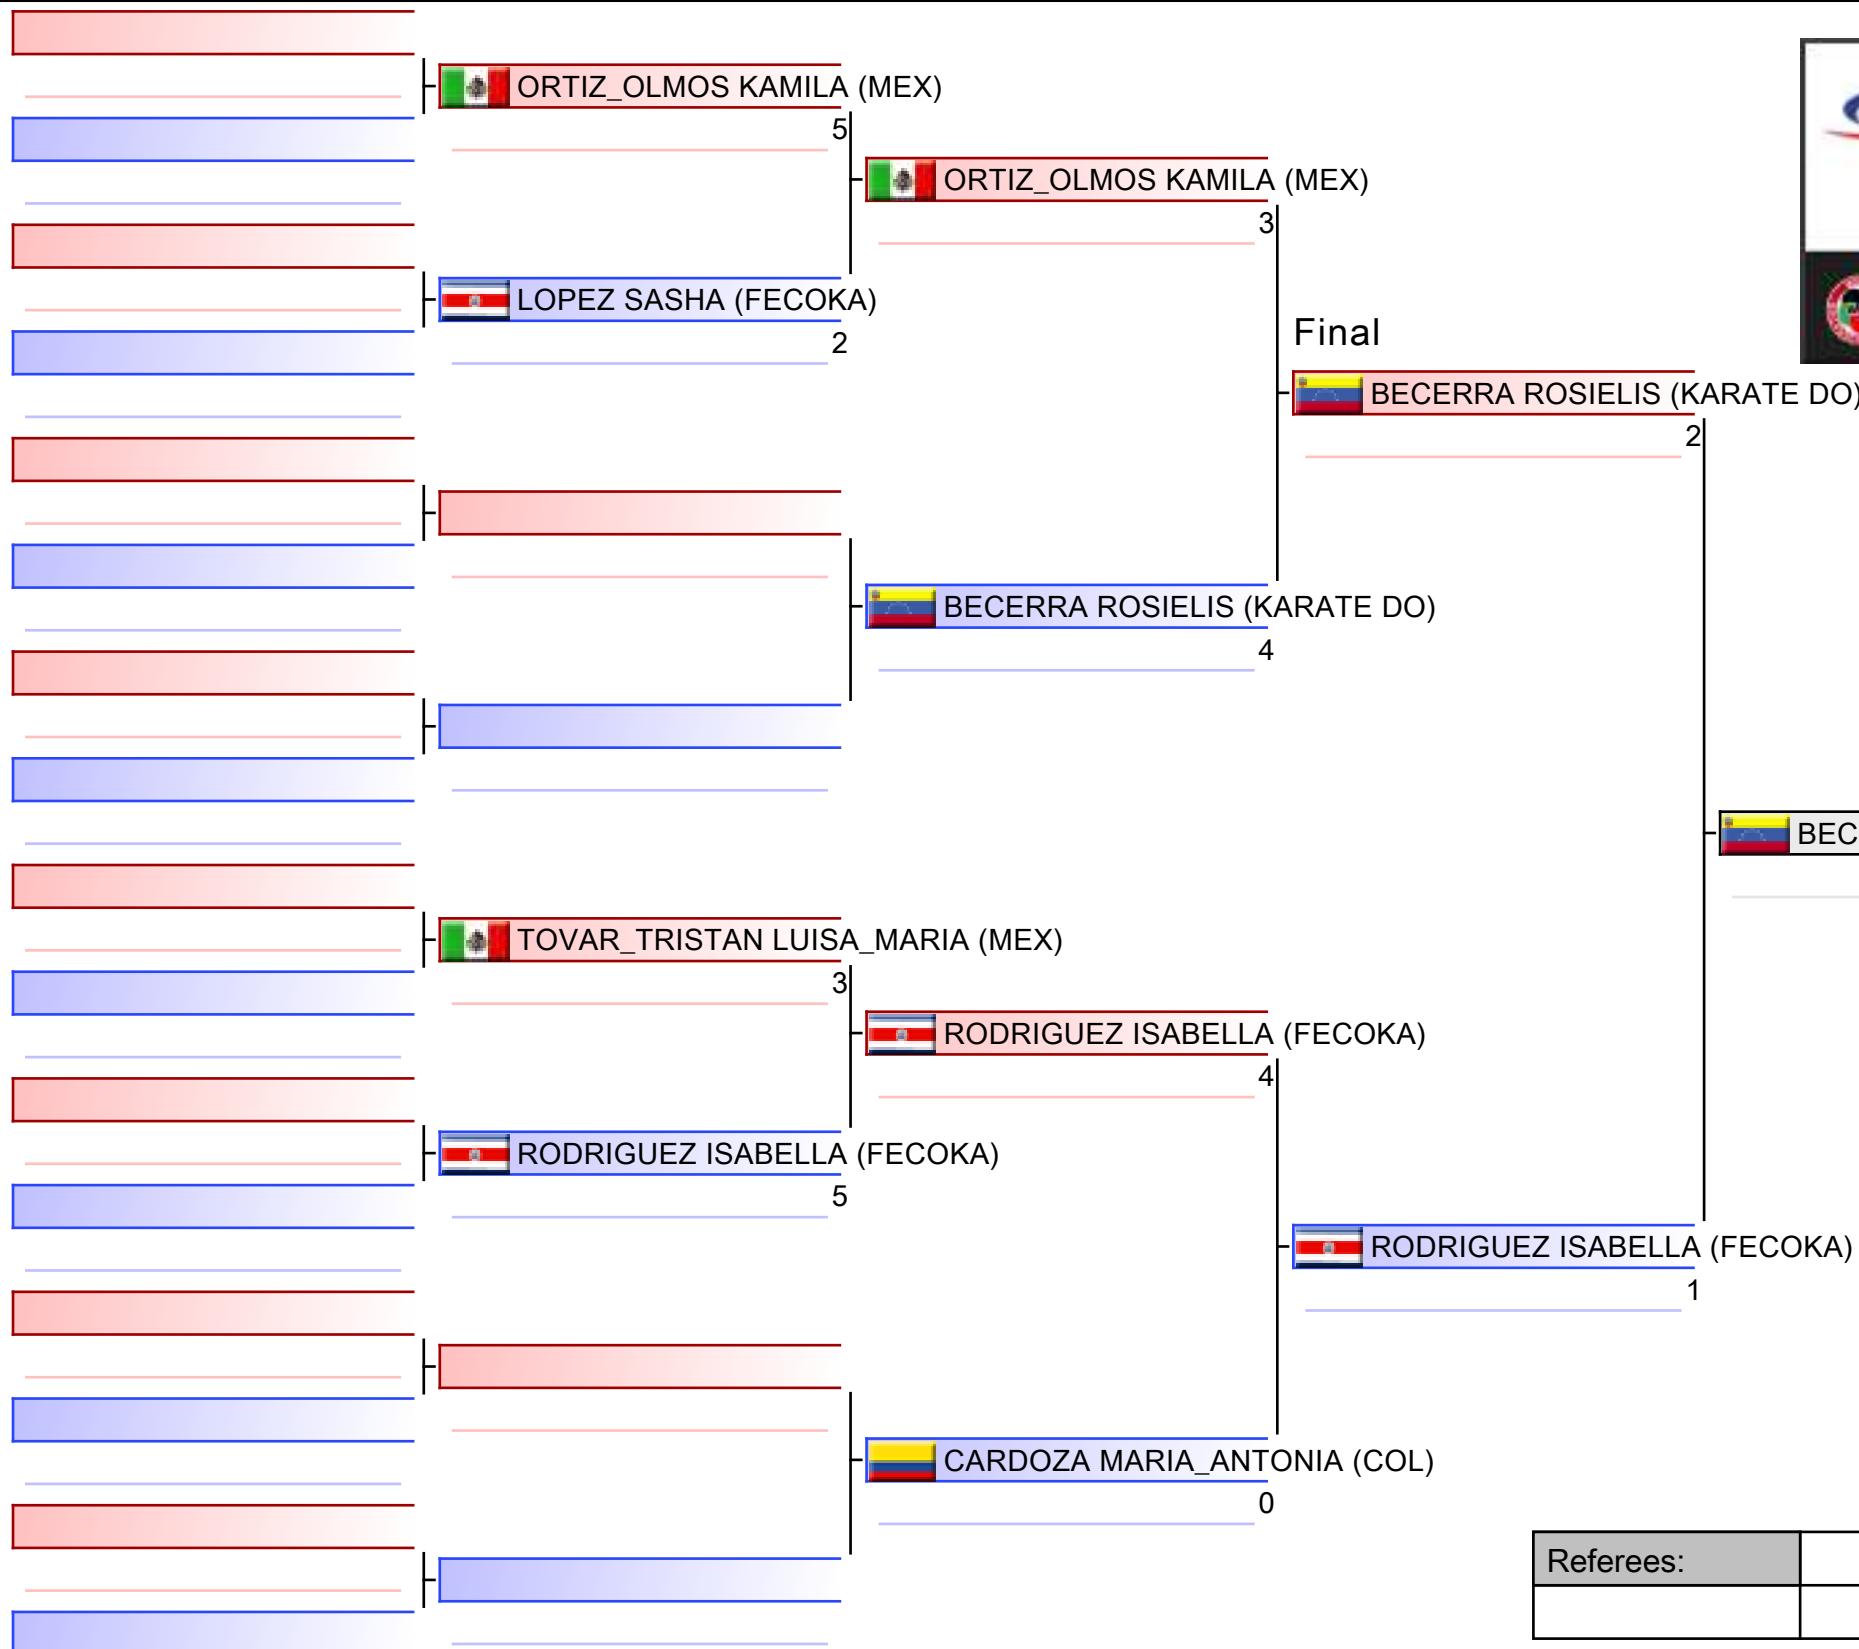 ORTIZ_OLMOS KAMILA (MEX)
5
ORTIZ_OLMOS KAMILA (MEX)
3
LOPEZ SASHA (FECOKA)
2
Final
BECERRA ROSIELIS (KARATE DO)
2
BECERRA ROSIELIS (KARATE DO)
4
BEC
TOVAR_TRISTAN LUISA_MARIA (MEX)
3
RODRIGUEZ ISABELLA (FECOKA)
4
RODRIGUEZ ISABELLA (FECOKA)
5
RODRIGUEZ ISABELLA (FECOKA)
1
CARDOZA MARIA_ANTONIA (COL)
0
Referees: